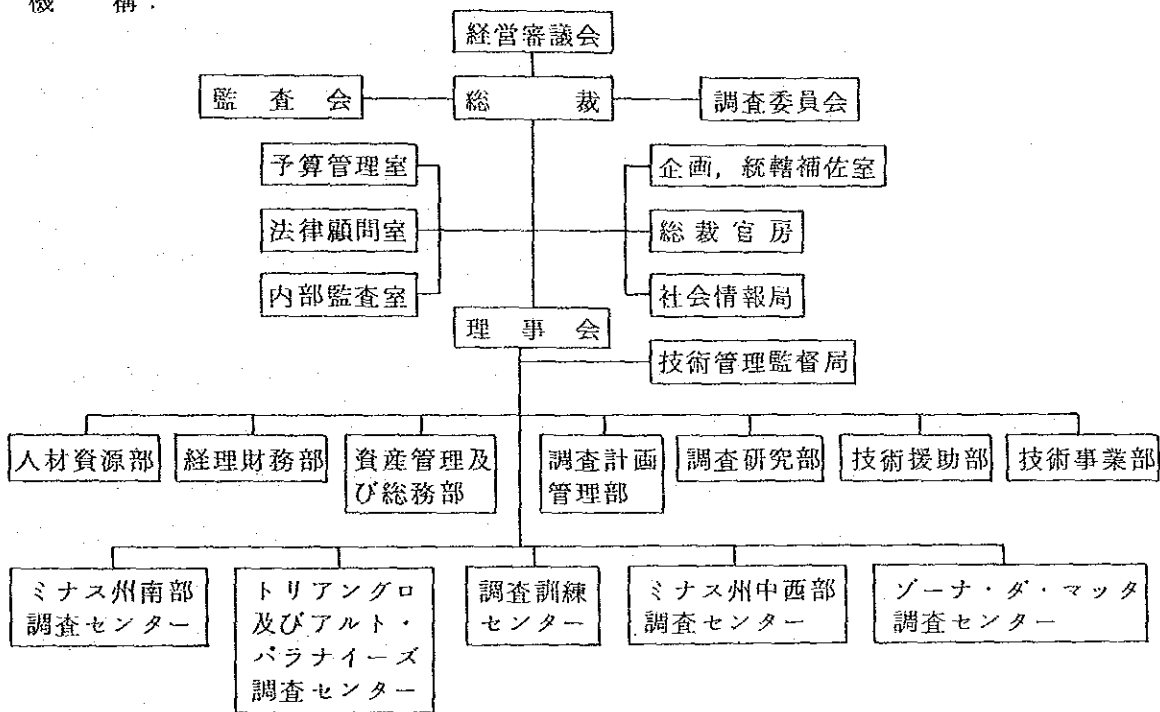 機 構:
経営審議会
監査会
総裁
調査委員会
予算管理室
企画,統轄補佐室
法律顧問室
総裁官房
内部監査室
社会情報局
理事会
技術管理監督局
人材資源部
経理財務部
資産管理及
び総務部
調査計画
管理部
調査研究部
技術援助部
技術事業部
ミナス州南部
調査センター
トリアングロ
及びアルト・
パラナイーズ
調査センター
調査訓練
センター
ミナス州中西部
調査センター
ゾーナ・ダ・マッタ
調査センター